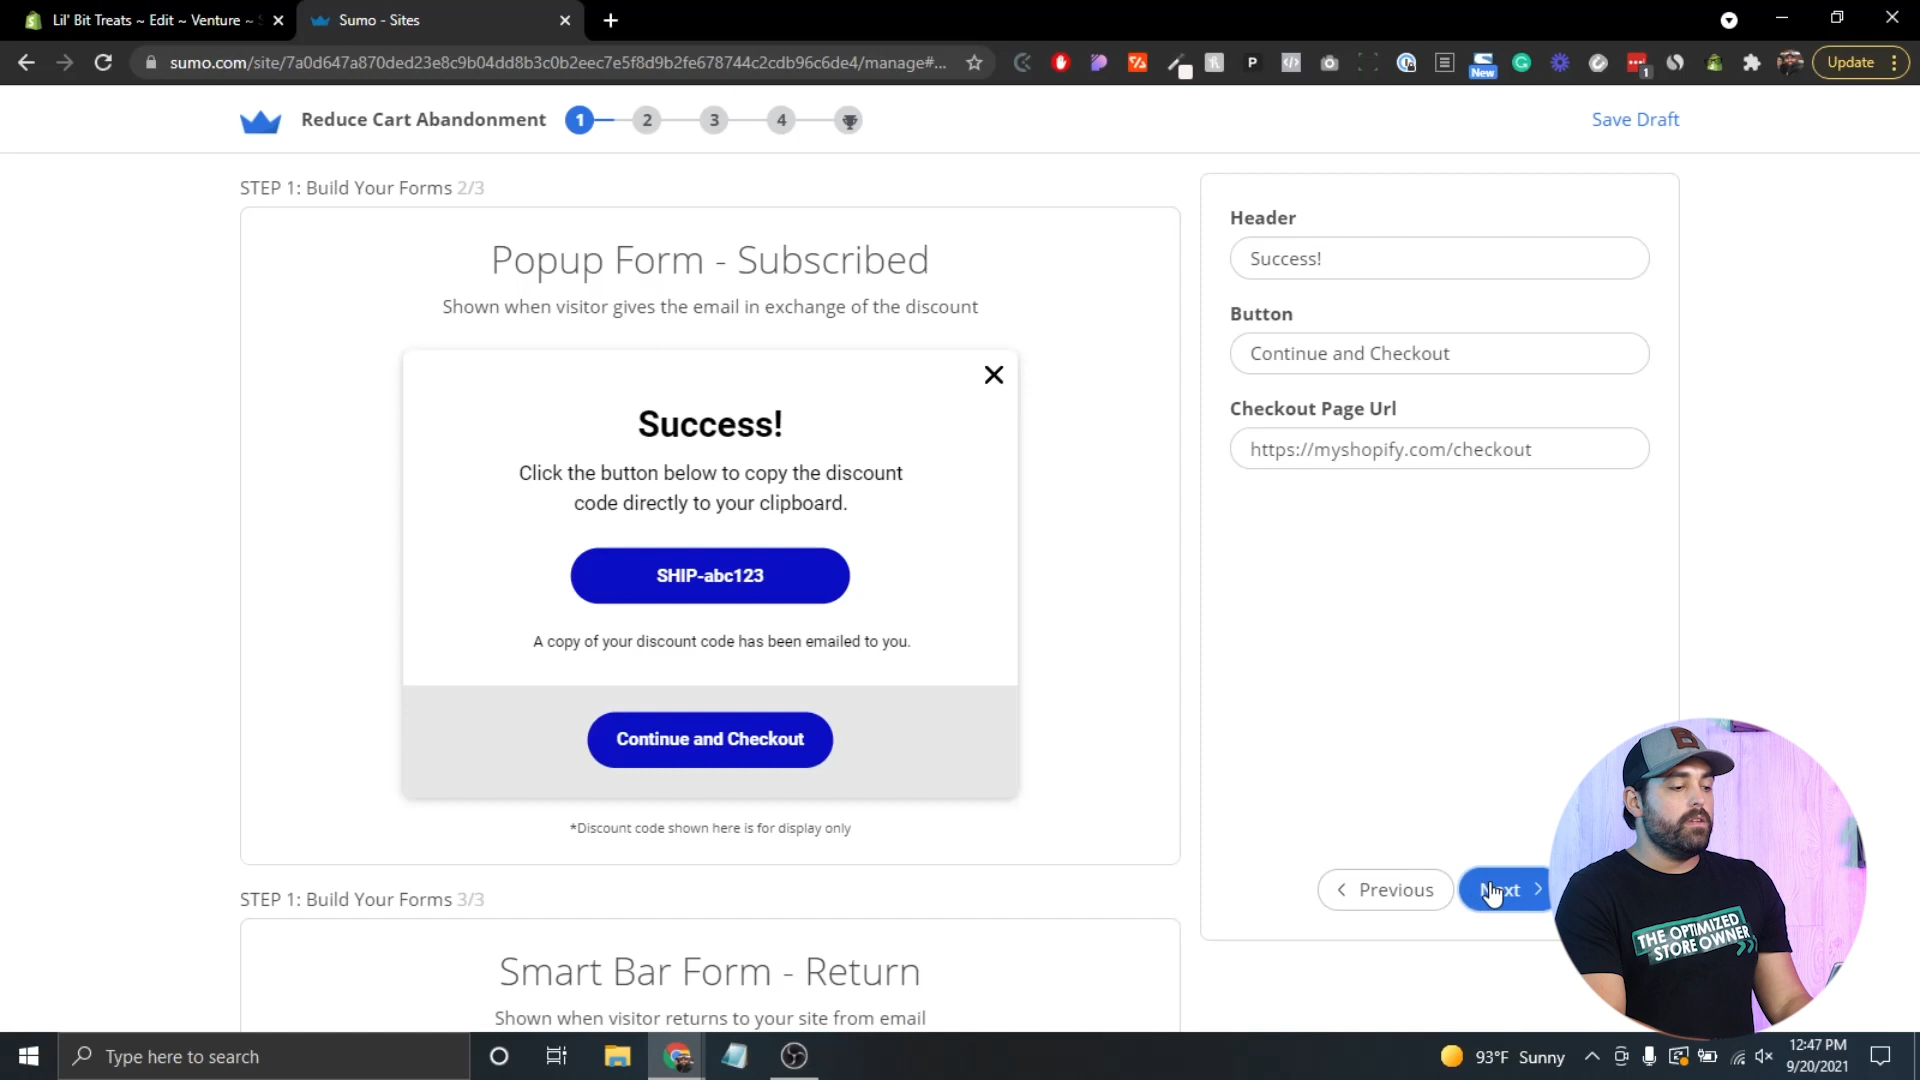 Lil' Bit Treats ~ Edit ~ Venture ~
Sumo - Sites
sumo.com/site/7a0d647a870ded23e8c9b04dd8b3c0b2eec7e5f8d9b2fe678744c2cdb96c6de4/manage#...
New
1
Update
Reduce Cart Abandonment
1
2
3
4
Save Draft
STEP 1: Build Your Forms 2/3
Popup Form - Subscribed
Shown when visitor gives the email in exchange of the discount
Success!
Click the button below to copy the discount
code directly to your clipboard.
SHIP-abc123
A copy of your discount code has been emailed to you.
Continue and Checkout
*Discount code shown here is for display only
Header
Success!
Button
Continue and Checkout
Checkout Page Url
https://myshopify.com/checkout
Previous
Next
STEP 1: Build Your Forms 3/3
Smart Bar Form - Return
Shown when visitor returns to your site from email
THE OPTIMIZED
STORE OWNER
Type here to search
93°F Sunny
12:47 PM
9/20/2021